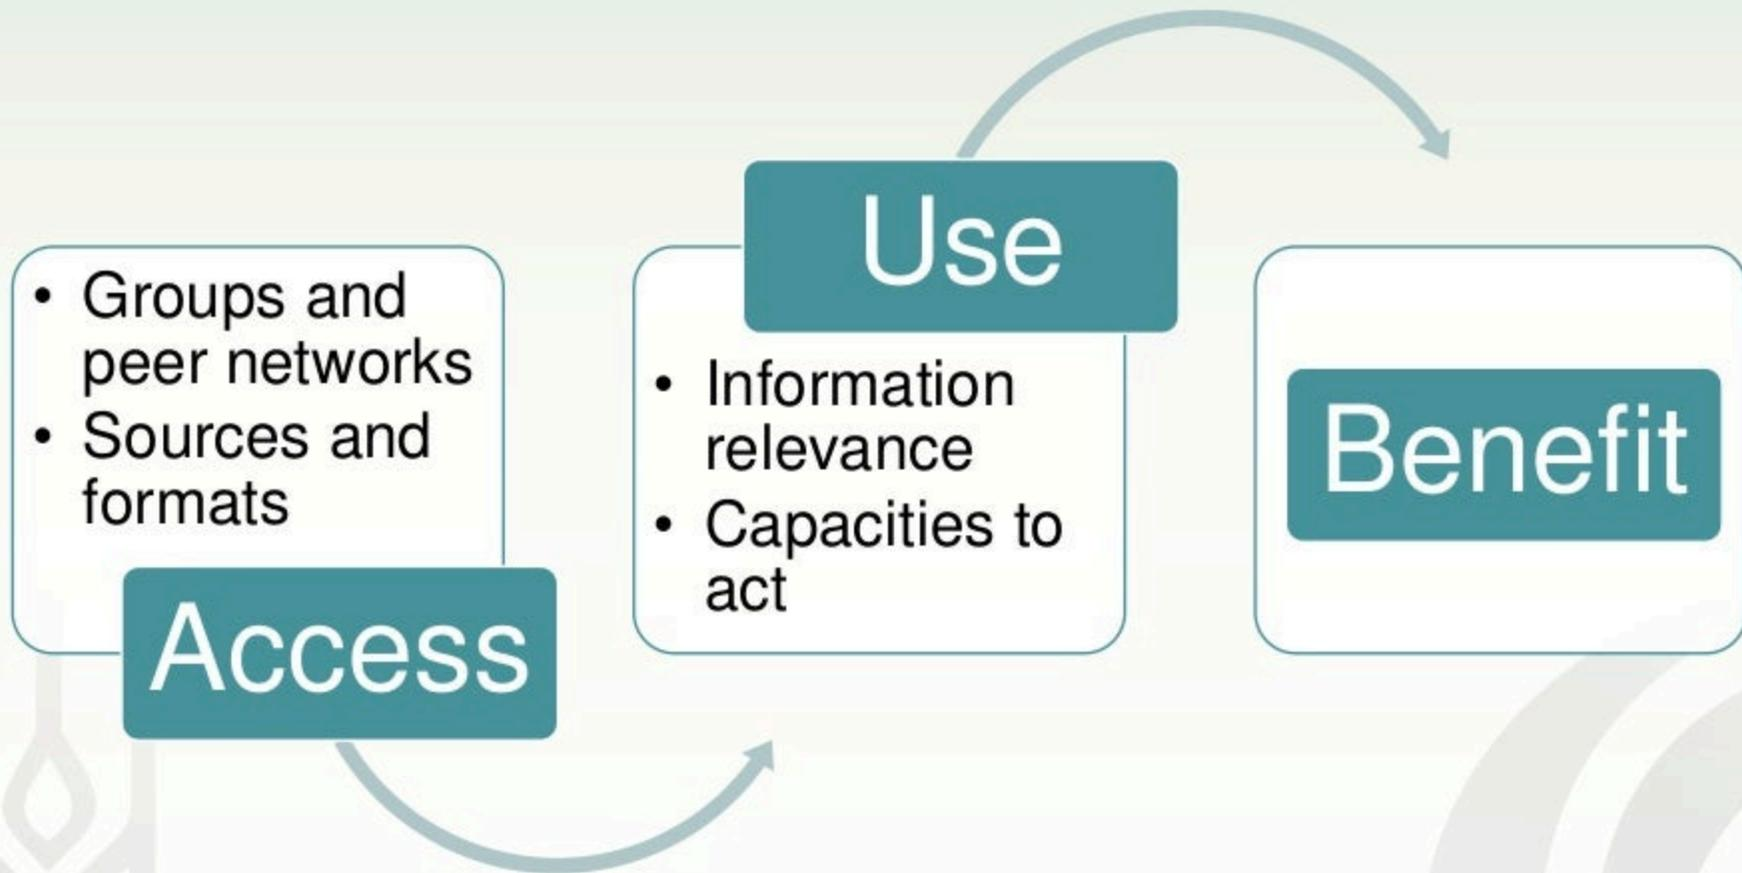 • Groups and
peer networks
• Sources and
formats
Access
Use
• Information
relevance
• Capacities to
act
Benefit